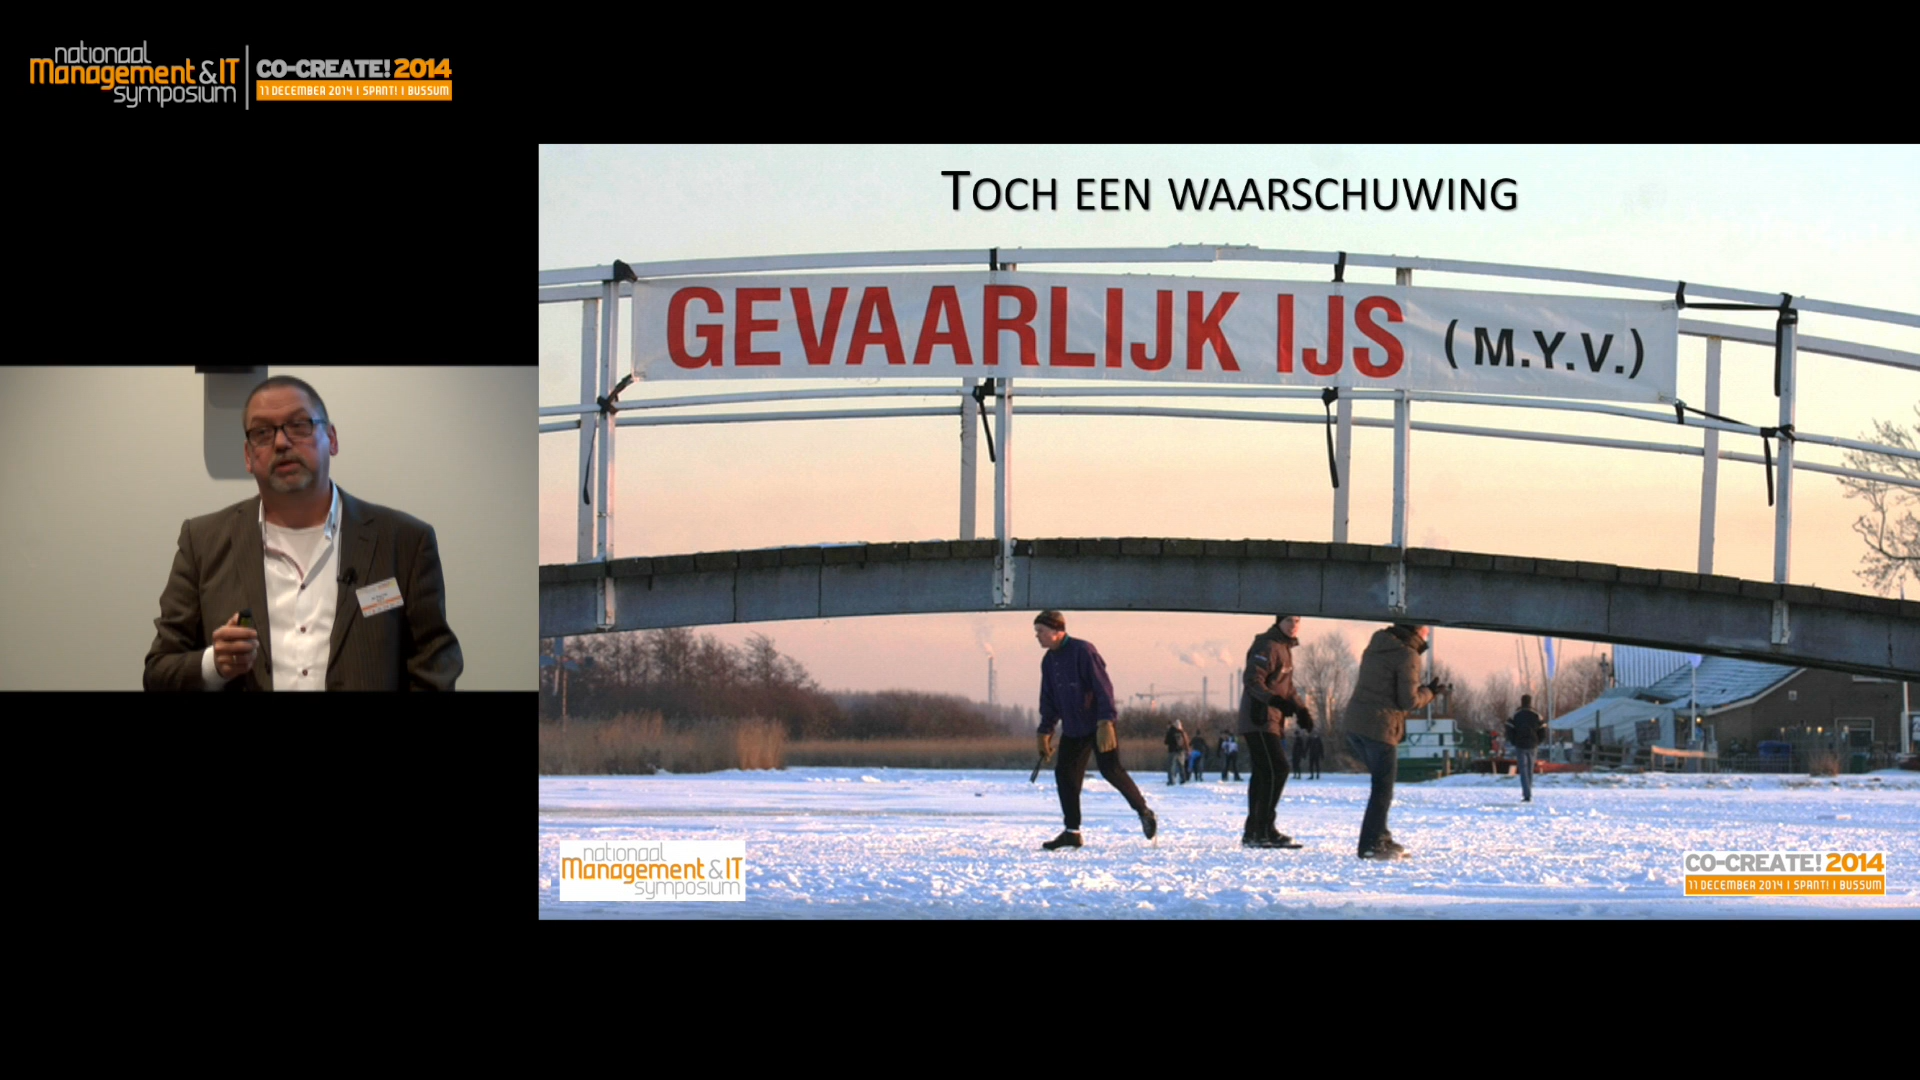 nationaal
Management & IT
symposium
CO-CREATE! 2014
11 DECEMBER 2014 | SPANT! | BUSSUM
TOCH EEN WAARSCHUWING
GEVAARLIJK IJS (M.Y.V.)
nationaal
Management & IT
symposium
CO-CREATE! 2014
11 DECEMBER 2014 | SPANT! | BUSSUM